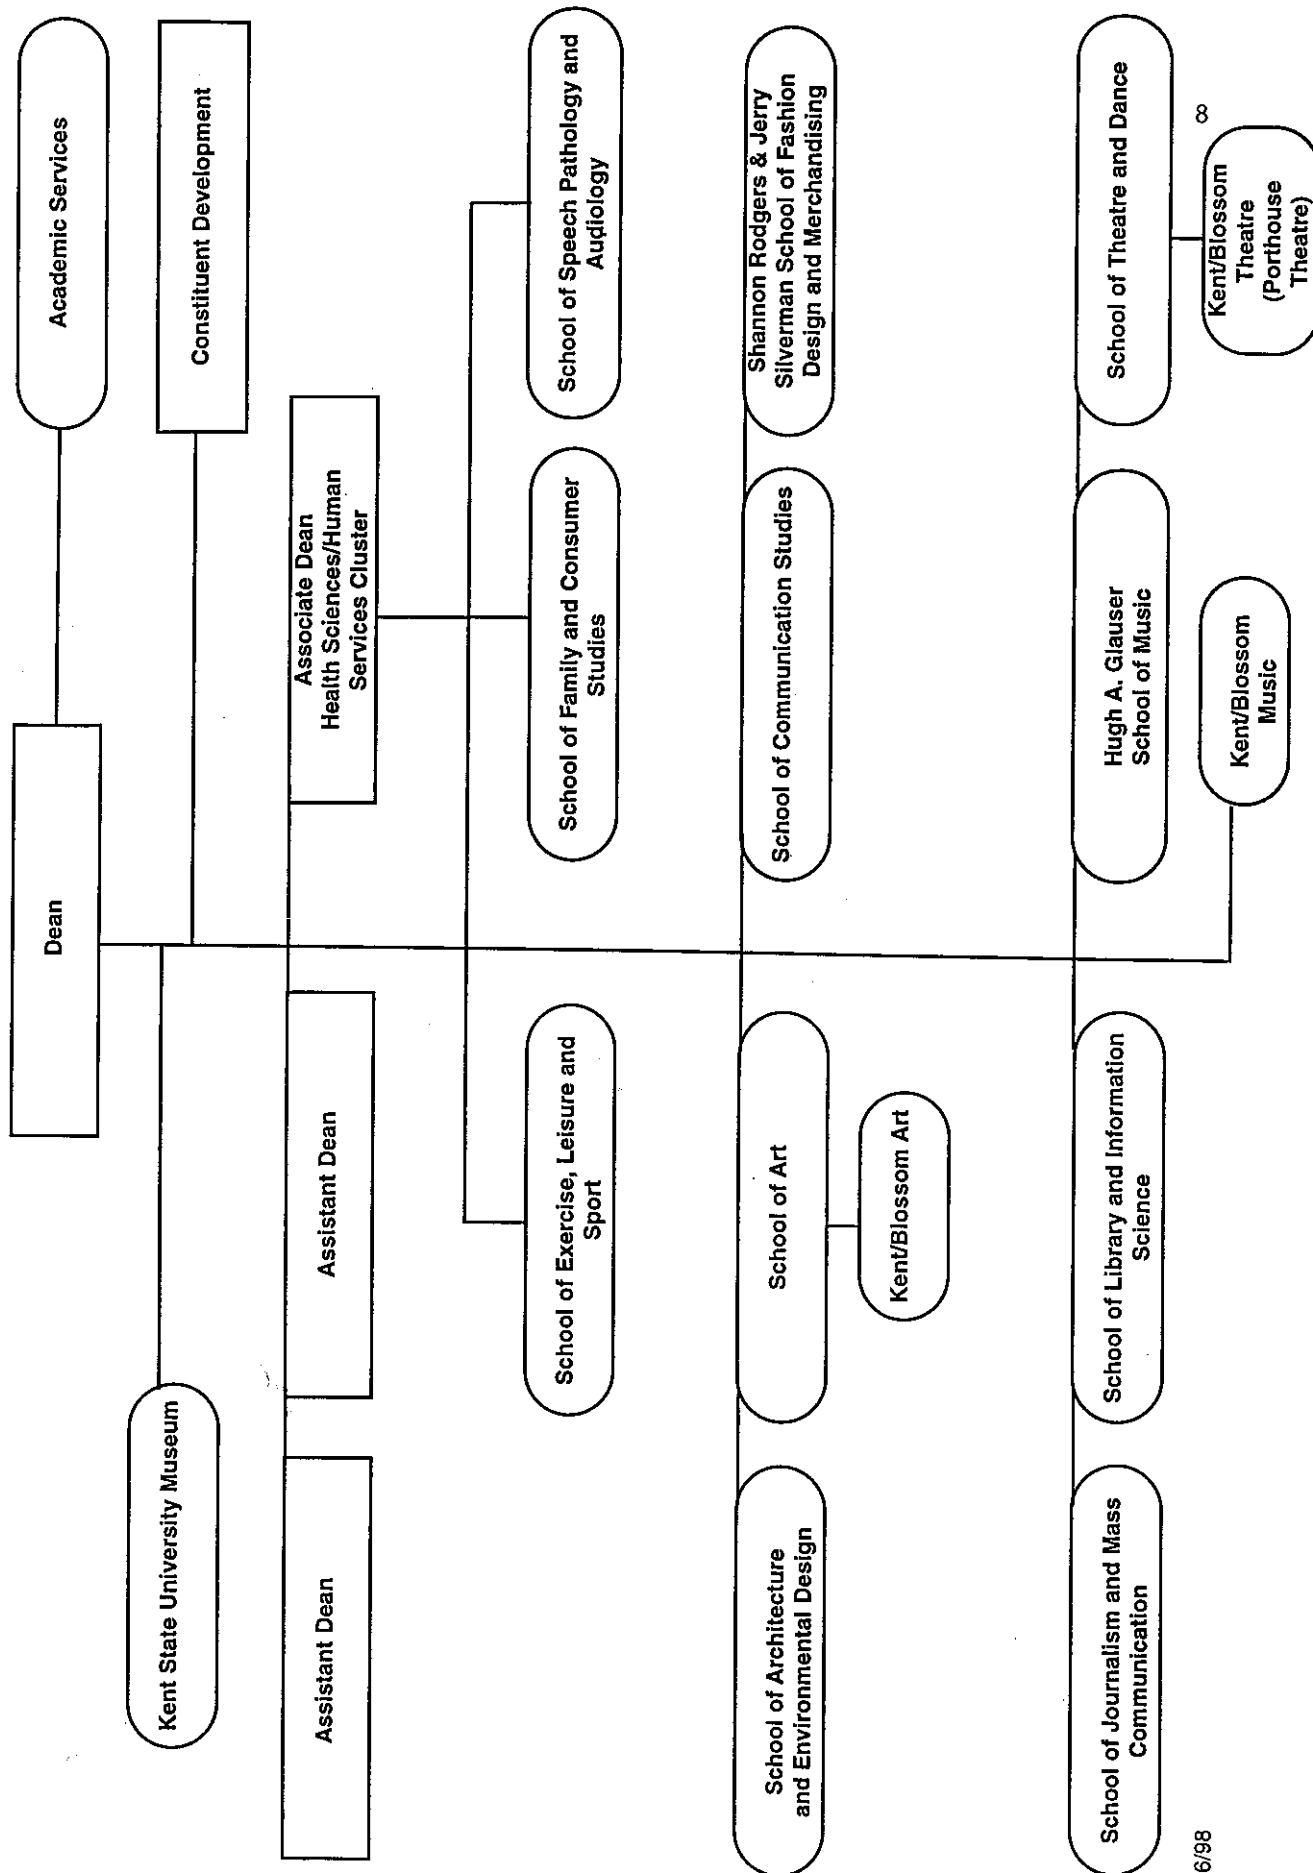 Dean
Academic Services
Kent State University Museum
Constituent Development
Assistant Dean
Assistant Dean
Associate Dean
Health Sciences/Human
Services Cluster
School of Exercise, Leisure and
Sport
School of Family and Consumer
Studies
School of Speech Pathology and
Audiology
School of Architecture
and Environmental Design
School of Art
School of Communication Studies
Shannon Rodgers & Jerry
Silverman School of Fashion
Design and Merchandising
Kent/Blossom Art
School of Journalism and Mass
Communication
School of Library and Information
Science
Hugh A. Glauser
School of Music
School of Theatre and Dance
Kent/Blossom
Music
Kent/Blossom
Theatre
(Porthouse
Theatre)
6/98
8